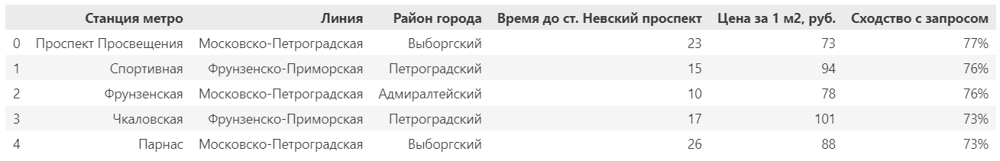 Станция метро Линия Район города Время до ст. Невский проспект Цена за 1 м2, руб. Сходство с запросом
0 Проспект Просвещения Московско-Петроградская Выборгский 23 73 77%
1 Спортивная Фрунзенско-Приморская Петроградский 15 94 76%
2 Фрунзенская Московско-Петроградская Адмиралтейский 10 78 76%
3 Чкаловская Фрунзенско-Приморская Петроградский 17 101 73%
4 Парнас Московско-Петроградская Выборгский 26 88 73%